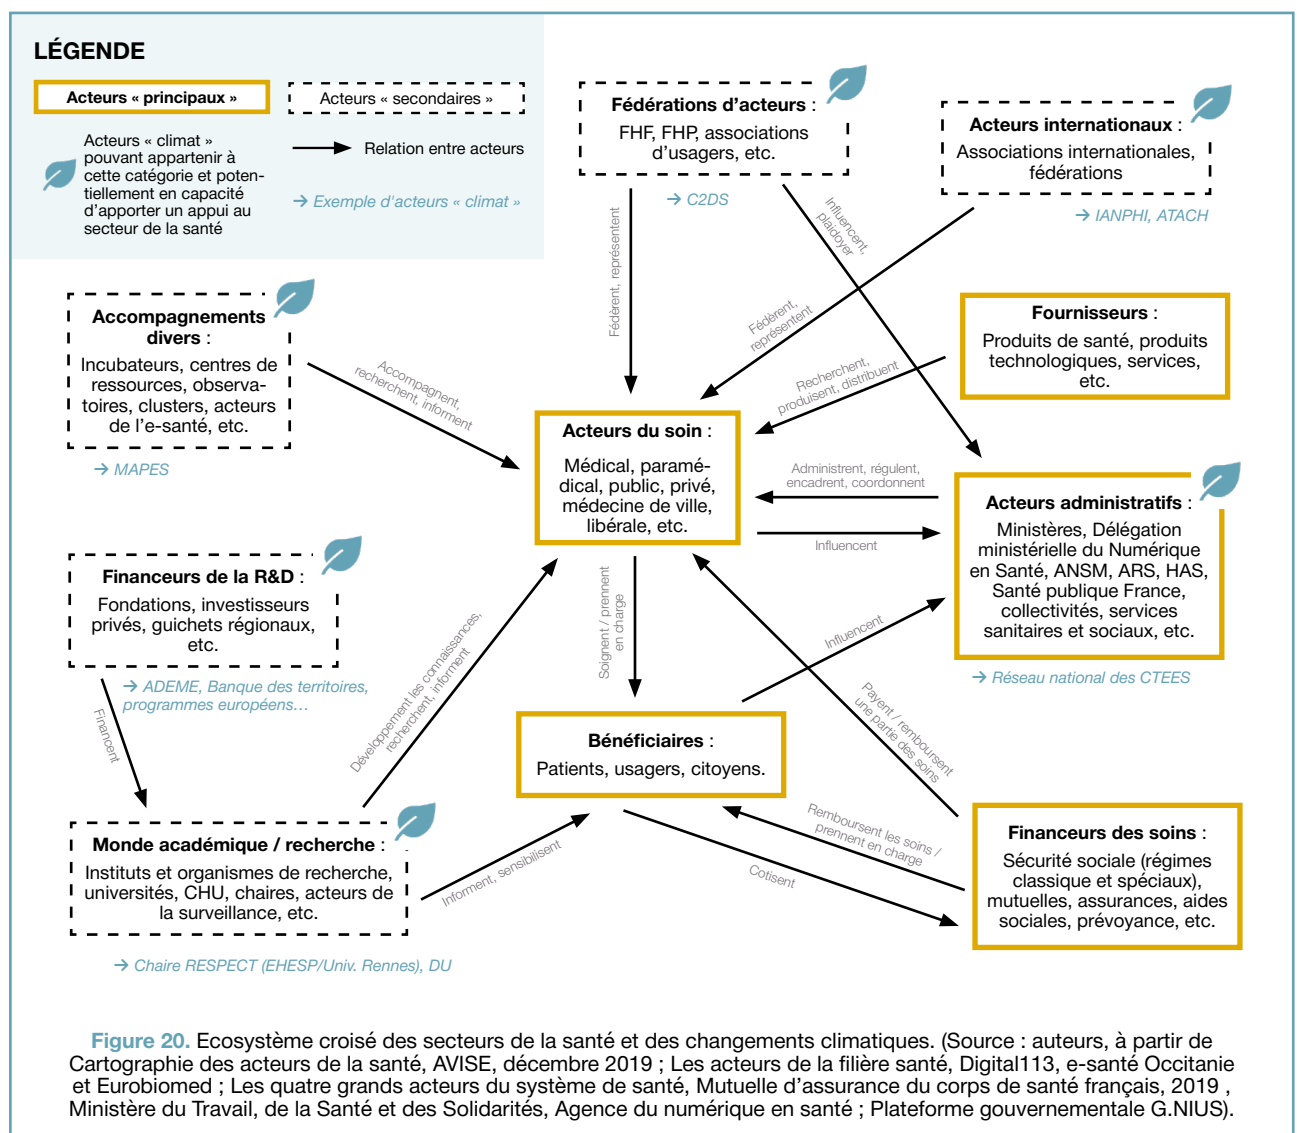 LÉGENDE
Acteurs « principaux »
Acteurs « secondaires »
Acteurs « climat »
pouvant appartenir à
cette catégorie et poten-
tiellement en capacité
d'apporter un appui au
secteur de la santé
Relation entre acteurs
→ Exemple d'acteurs « climat »
Fédérations d'acteurs :
FHF, FHP, associations
d'usagers, etc.
→ C2DS
Acteurs internationaux :
Associations internationales,
fédérations
→ IANPHI, ATACH
Fédèrent, représentent
Influencent,
plaidoyer
Fédèrent,
représentent
Accompagnements
divers :
Incubateurs, centres de
ressources, observa-
toires, clusters, acteurs
de l'e-santé, etc.
→ MAPES
Accompagnent,
recherchent, informent
Fournisseurs :
Produits de santé, produits
technologiques, services,
etc.
Recherchent,
produisent, distribuent
Acteurs du soin :
Médical, paramé-
dical, public, privé,
médecine de ville,
libérale, etc.
Administrent, régulent,
encadrent, coordonnent
Influencent
Acteurs administratifs :
Ministères, Délégation
ministérielle du Numérique
en Santé, ANSM, ARS, HAS,
Santé publique France,
collectivités, services
sanitaires et sociaux, etc.
→ Réseau national des CTEES
Financeurs de la R&D :
Fondations, investisseurs
privés, guichets régionaux,
etc.
→ ADEME, Banque des territoires,
programmes européens…
Financent
Développement les connaissances,
recherchent, informent
Soignent / prennent
en charge
Influencent
Payent / remboursent
une partie des soins
Bénéficiaires :
Patients, usagers, citoyens.
Monde académique / recherche :
Instituts et organismes de recherche,
universités, CHU, chaires, acteurs de
la surveillance, etc.
→ Chaire RESPECT (EHESP/Univ. Rennes), DU
Informent, sensibilisent
Remboursent les soins /
prennent en charge
Cotisent
Financeurs des soins :
Sécurité sociale (régimes
classique et spéciaux),
mutuelles, assurances, aides
sociales, prévoyance, etc.
Figure 20. Ecosystème croisé des secteurs de la santé et des changements climatiques. (Source : auteurs, à partir de
Cartographie des acteurs de la santé, AVISE, décembre 2019 ; Les acteurs de la filière santé, Digital113, e-santé Occitanie
et Eurobiomed ; Les quatre grands acteurs du système de santé, Mutuelle d'assurance du corps de santé français, 2019 ,
Ministère du Travail, de la Santé et des Solidarités, Agence du numérique en santé ; Plateforme gouvernementale G.NIUS).